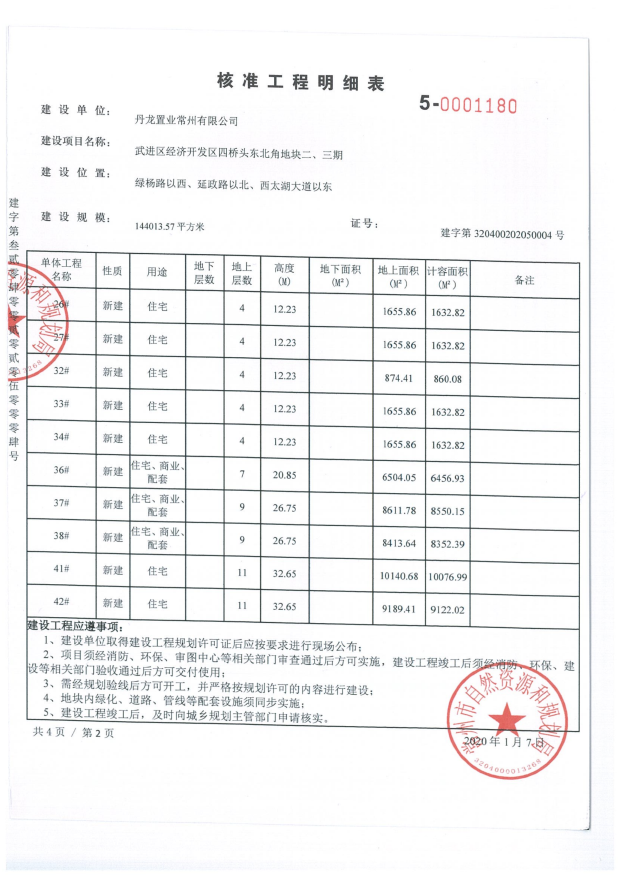 核准工程明细表
5-0001180
建设单位：
丹龙置业常州有限公司
建设项目名称：
武进区经济开发区四桥头东北角地块二、三期
建设位置：
绿杨路以西、延政路以北、西太湖大道以东
建设规模：
144013.57 平方米
证号：
建字第 320400202050004 号
建字第叁贰零肆零零贰零贰零伍零零零肆号
单体工程名称 性质 用途 地下层数 地上层数 高度(M) 地下面积(M²) 地上面积(M²) 计容面积(M²) 备注
26# 新建 住宅 4 12.23 1655.86 1632.82
27# 新建 住宅 4 12.23 1655.86 1632.82
32# 新建 住宅 4 12.23 874.41 860.08
33# 新建 住宅 4 12.23 1655.86 1632.82
34# 新建 住宅 4 12.23 1655.86 1632.82
36# 新建 住宅、商业、配套 7 20.85 6504.05 6456.93
37# 新建 住宅、商业、配套 9 26.75 8611.78 8550.15
38# 新建 住宅、商业、配套 9 26.75 8413.64 8352.39
41# 新建 住宅 11 32.65 10140.68 10076.99
42# 新建 住宅 11 32.65 9189.41 9122.02
建设工程应遵事项：
1、建设单位取得建设工程规划许可证后应按要求进行现场公布；
2、项目须经消防、环保、审图中心等相关部门审查通过后方可实施，建设工程竣工后须经消防、环保、建
设等相关部门验收通过后方可交付使用；
3、需经规划验线后方可开工，并严格按规划许可的内容进行建设；
4、地块内绿化、道路、管线等配套设施须同步实施；
5、建设工程竣工后，及时向城乡规划主管部门申请核实。
共 4 页 / 第 2 页
常州市自然资源和规划局
2020 年 1 月 7 日
3204000013268